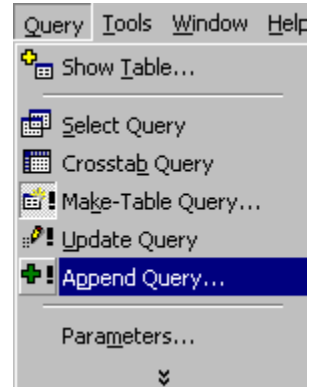 Query Tools Window Help
Show Table...
Select Query
Crosstab Query
Make-Table Query...
Update Query
Append Query...
Parameters...